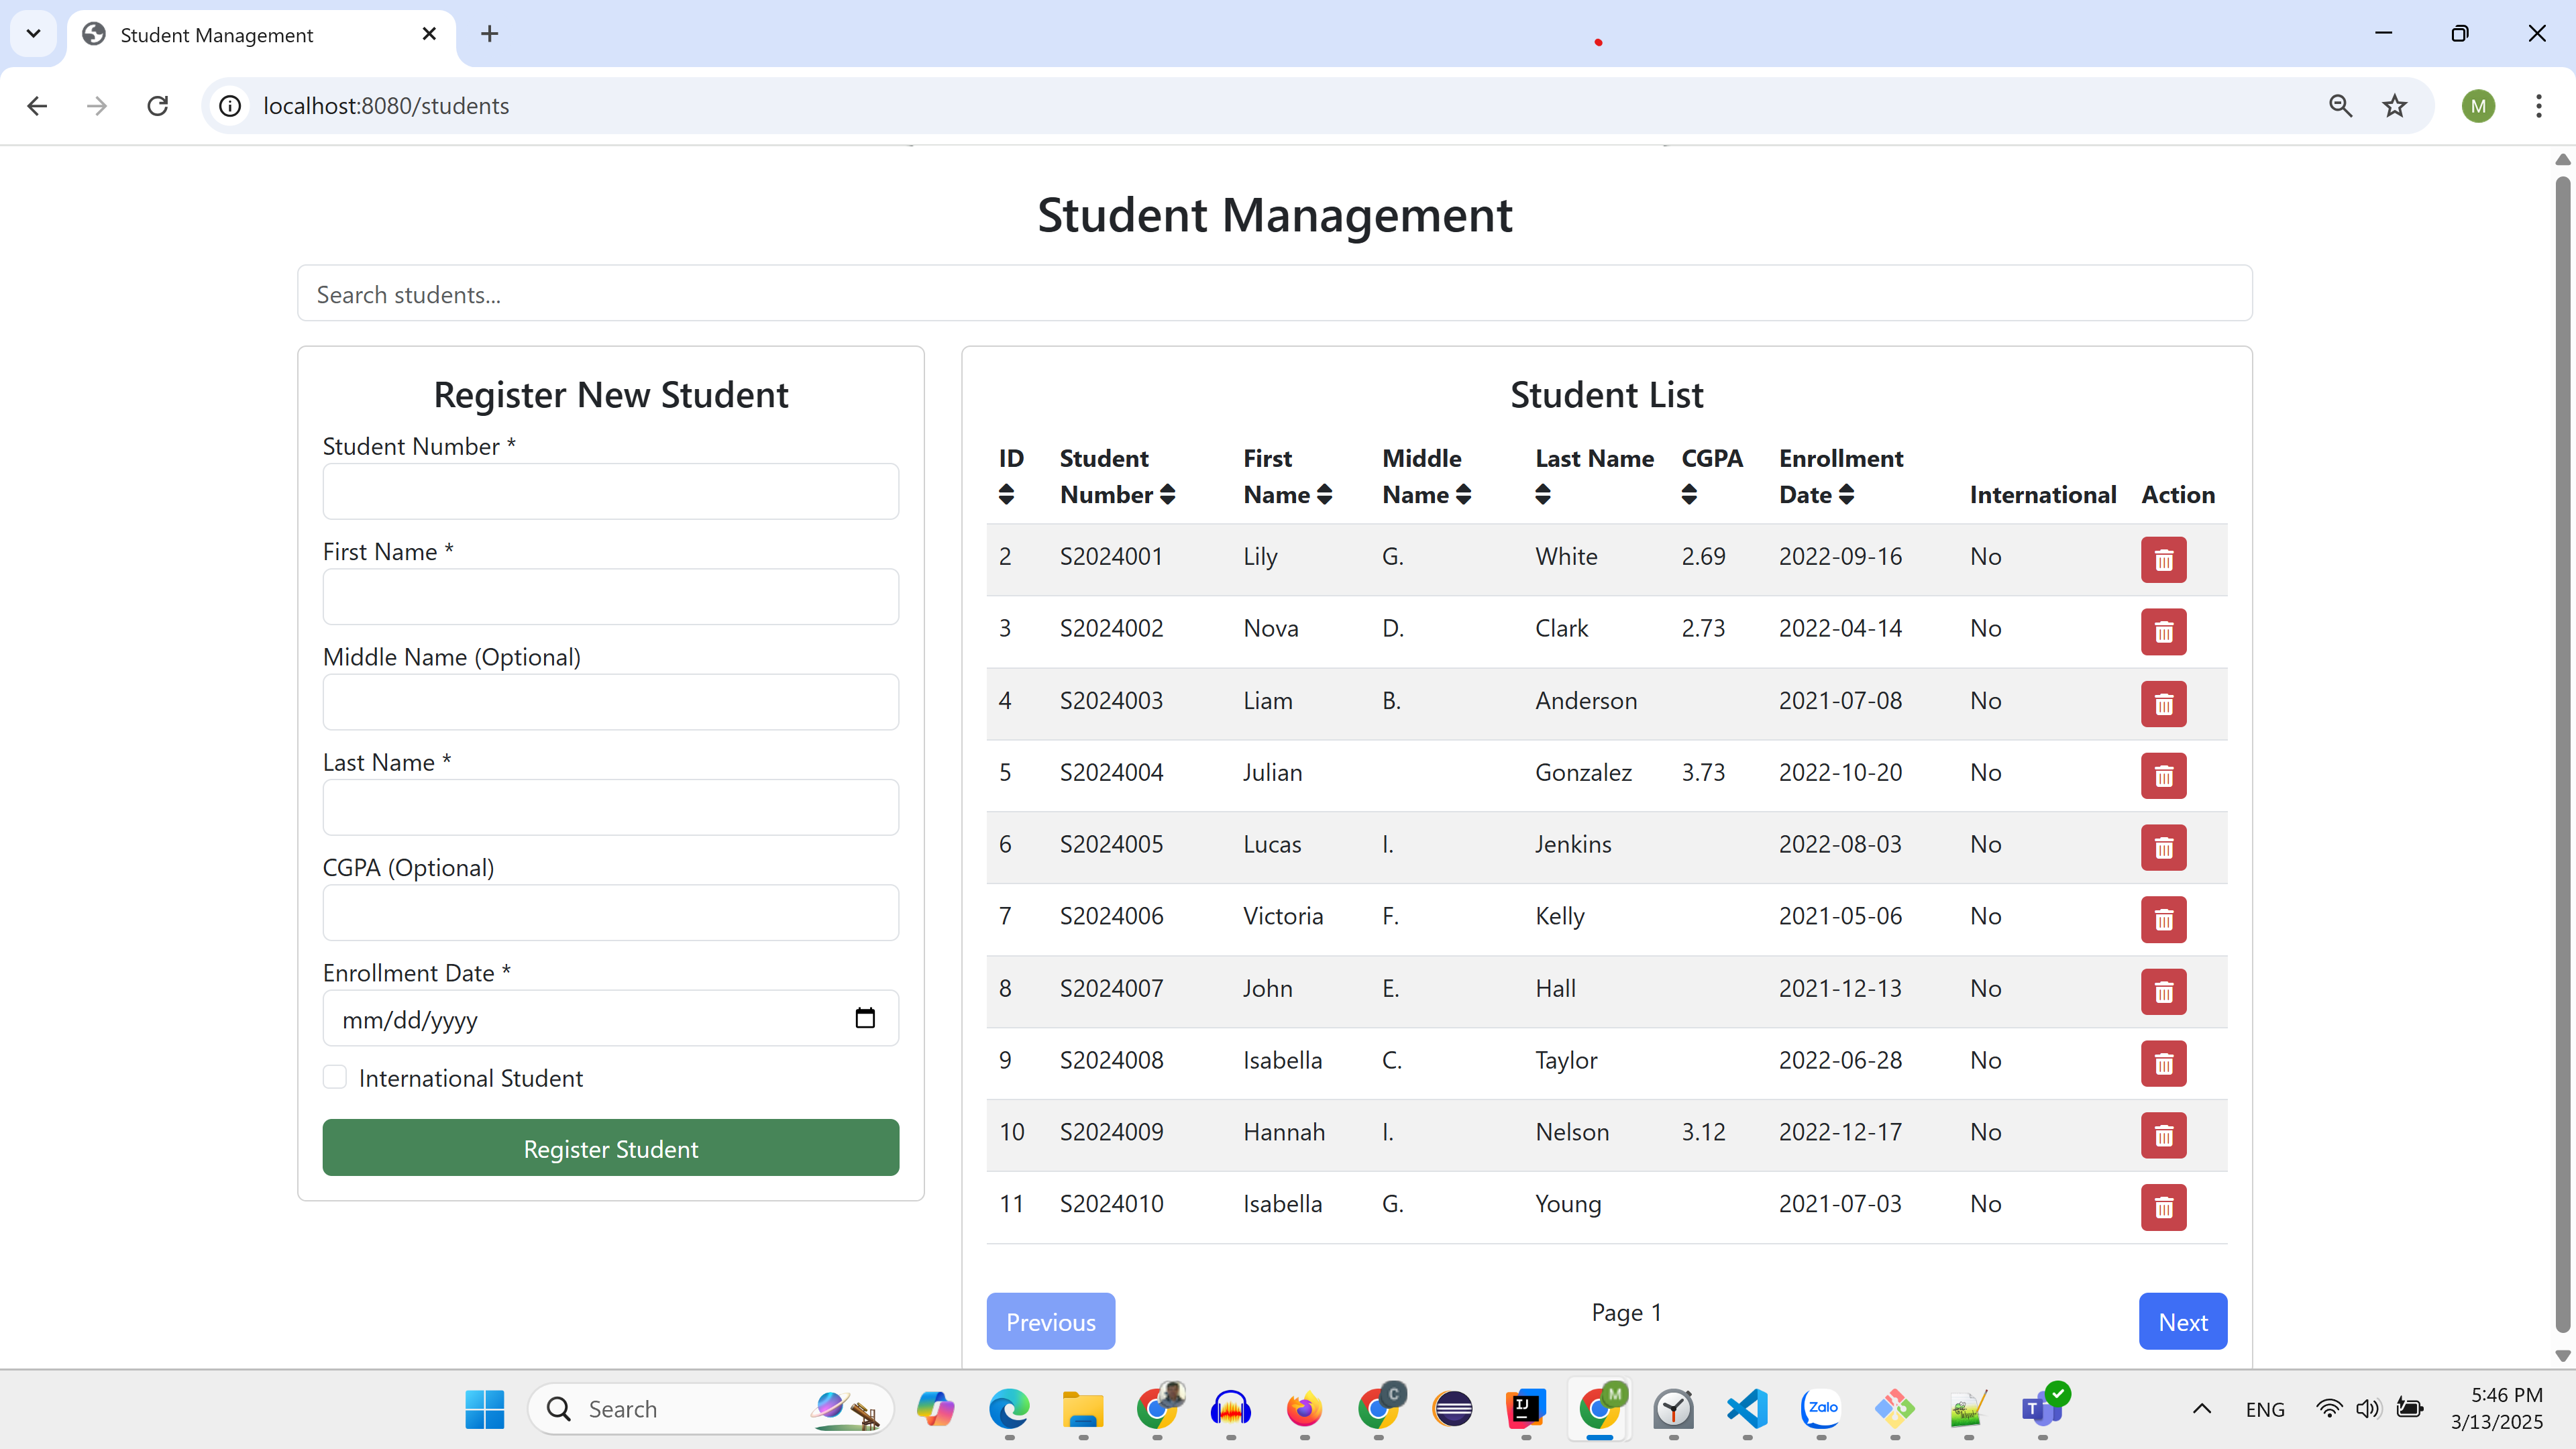 Student Management
localhost:8080/students
M
Student Management
Search students...
Register New Student
Student Number *
First Name *
Middle Name (Optional)
Last Name *
CGPA (Optional)
Enrollment Date *
mm/dd/yyyy
International Student
Register Student
Student List
ID Student Number First Name Middle Name Last Name CGPA Enrollment Date International Action
2 S2024001 Lily G. White 2.69 2022-09-16 No
3 S2024002 Nova D. Clark 2.73 2022-04-14 No
4 S2024003 Liam B. Anderson 2021-07-08 No
5 S2024004 Julian Gonzalez 3.73 2022-10-20 No
6 S2024005 Lucas I. Jenkins 2022-08-03 No
7 S2024006 Victoria F. Kelly 2021-05-06 No
8 S2024007 John E. Hall 2021-12-13 No
9 S2024008 Isabella C. Taylor 2022-06-28 No
10 S2024009 Hannah I. Nelson 3.12 2022-12-17 No
11 S2024010 Isabella G. Young 2021-07-03 No
Previous Page 1 Next
Search
C
IJ
M
Zalo
T
ENG
5:46 PM
3/13/2025